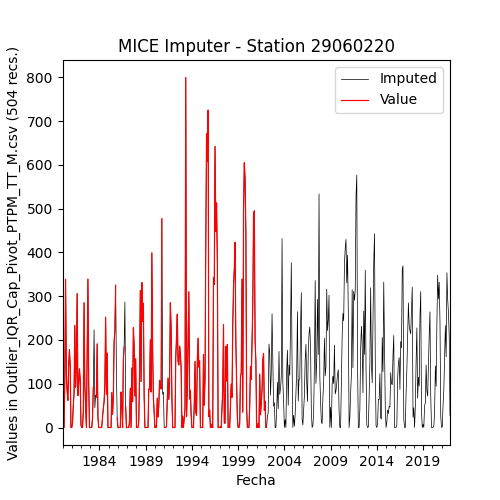 MICE Imputer - Station 29060220
Values in Outlier_IQR_Cap_Pivot_PTPM_TT_M.csv (504 recs.)
800
700
600
500
400
300
200
100
0
Imputed
Value
1984 1989 1994 1999 2004 2009 2014 2019
Fecha